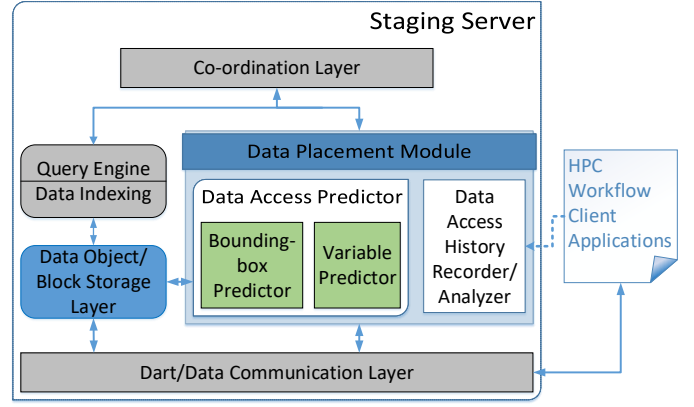 Staging Server
Co-ordination Layer
Query Engine
Data Indexing
Data Object/
Block Storage
Layer
Data Placement Module
Data Access Predictor
Bounding-
box
Predictor
Variable
Predictor
Data
Access
History
Recorder/
Analyzer
HPC
Workflow
Client
Applications
Dart/Data Communication Layer